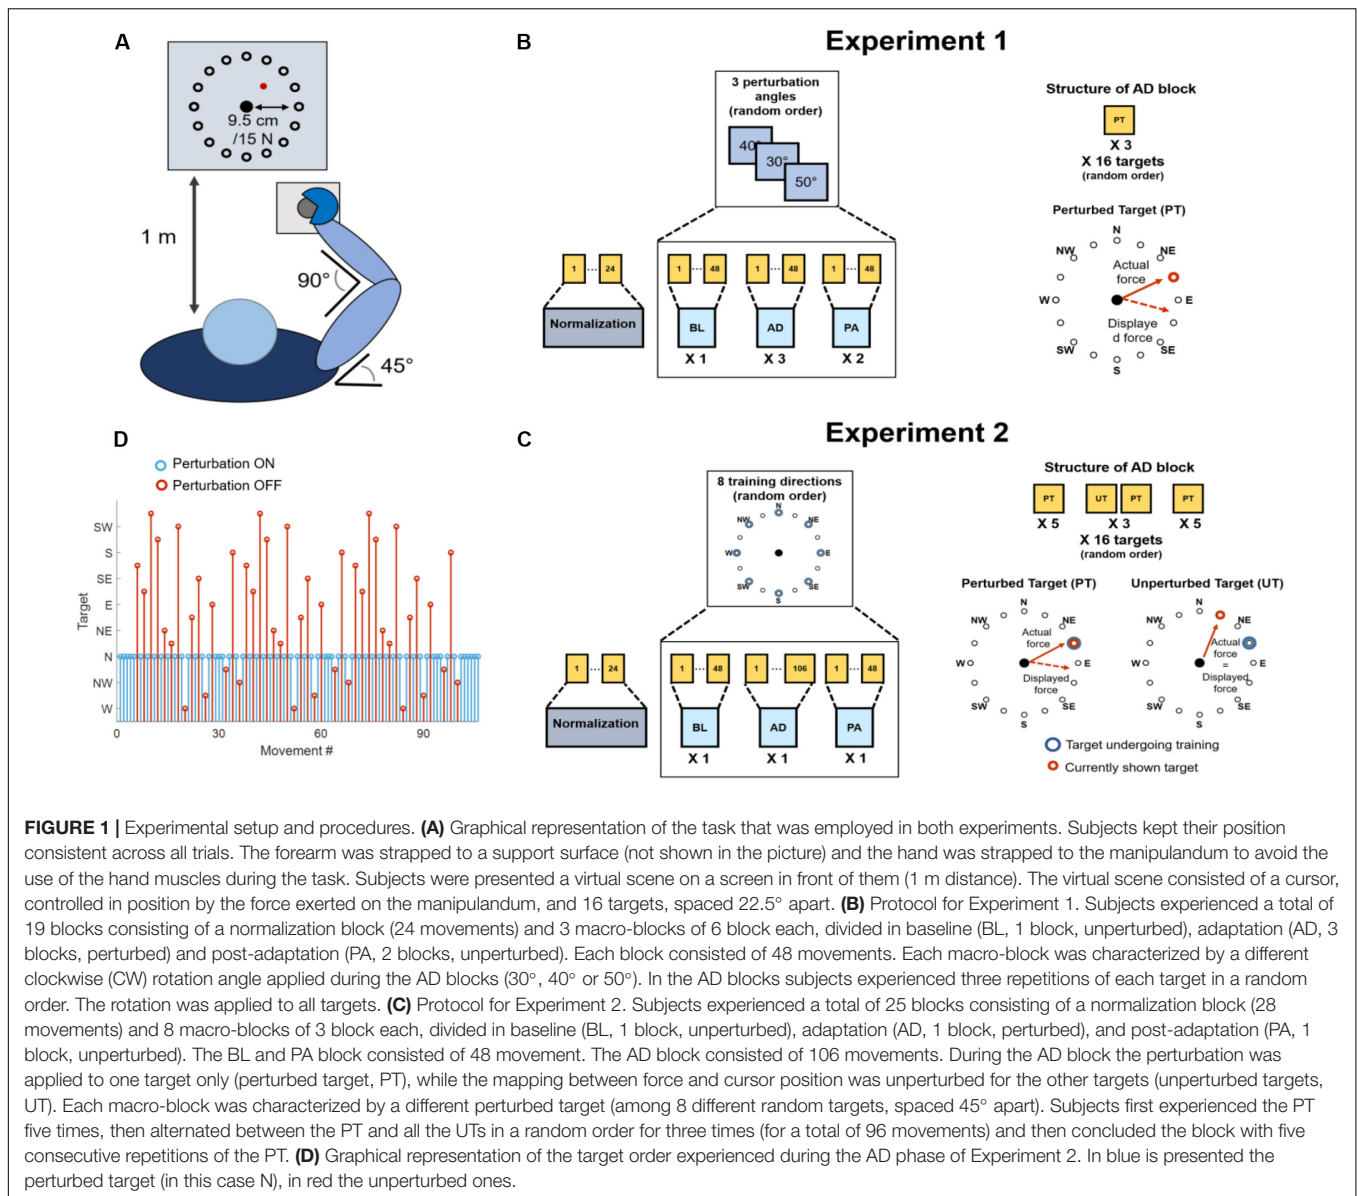 A
9.5 cm
/15 N
1 m
90°
45°
B
Experiment 1
3 perturbation
angles
(random order)
40°
30°
50°
1 ... 24
Normalization
1 ... 48
1 ... 48
1 ... 48
BL
AD
PA
X 1
X 3
X 2
Structure of AD block
PT
X 3
X 16 targets
(random order)
Perturbed Target (PT)
N
NW
NE
Actual
force
W
E
Displaye
d force
SW
SE
S
D
Perturbation ON
Perturbation OFF
Target
SW
S
SE
E
NE
N
NW
W
0
30
60
90
Movement #
C
Experiment 2
8 training directions
(random order)
N
NW
NE
W
E
SW
SE
S
1 ... 24
Normalization
1 ... 48
1 ... 106
1 ... 48
BL
AD
PA
X 1
X 1
X 1
Structure of AD block
PT
UT
PT
PT
X 5
X 3
X 5
X 16 targets
(random order)
Perturbed Target (PT)
N
NW
NE
Actual
force
W
E
Displayed
force
SW
SE
S
Unperturbed Target (UT)
N
NW
NE
Actual
force
=
W
E
Displayed
force
SW
SE
S
Target undergoing training
Currently shown target
FIGURE 1 | Experimental setup and procedures. (A) Graphical representation of the task that was employed in both experiments. Subjects kept their position
consistent across all trials. The forearm was strapped to a support surface (not shown in the picture) and the hand was strapped to the manipulandum to avoid the
use of the hand muscles during the task. Subjects were presented a virtual scene on a screen in front of them (1 m distance). The virtual scene consisted of a cursor,
controlled in position by the force exerted on the manipulandum, and 16 targets, spaced 22.5° apart. (B) Protocol for Experiment 1. Subjects experienced a total of
19 blocks consisting of a normalization block (24 movements) and 3 macro-blocks of 6 block each, divided in baseline (BL, 1 block, unperturbed), adaptation (AD, 3
blocks, perturbed) and post-adaptation (PA, 2 blocks, unperturbed). Each block consisted of 48 movements. Each macro-block was characterized by a different
clockwise (CW) rotation angle applied during the AD blocks (30°, 40° or 50°). In the AD blocks subjects experienced three repetitions of each target in a random
order. The rotation was applied to all targets. (C) Protocol for Experiment 2. Subjects experienced a total of 25 blocks consisting of a normalization block (28
movements) and 8 macro-blocks of 3 block each, divided in baseline (BL, 1 block, unperturbed), adaptation (AD, 1 block, perturbed), and post-adaptation (PA, 1
block, unperturbed). The BL and PA block consisted of 48 movement. The AD block consisted of 106 movements. During the AD block the perturbation was
applied to one target only (perturbed target, PT), while the mapping between force and cursor position was unperturbed for the other targets (unperturbed targets,
UT). Each macro-block was characterized by a different perturbed target (among 8 different random targets, spaced 45° apart). Subjects first experienced the PT
five times, then alternated between the PT and all the UTs in a random order for three times (for a total of 96 movements) and then concluded the block with five
consecutive repetitions of the PT. (D) Graphical representation of the target order experienced during the AD phase of Experiment 2. In blue is presented the
perturbed target (in this case N), in red the unperturbed ones.